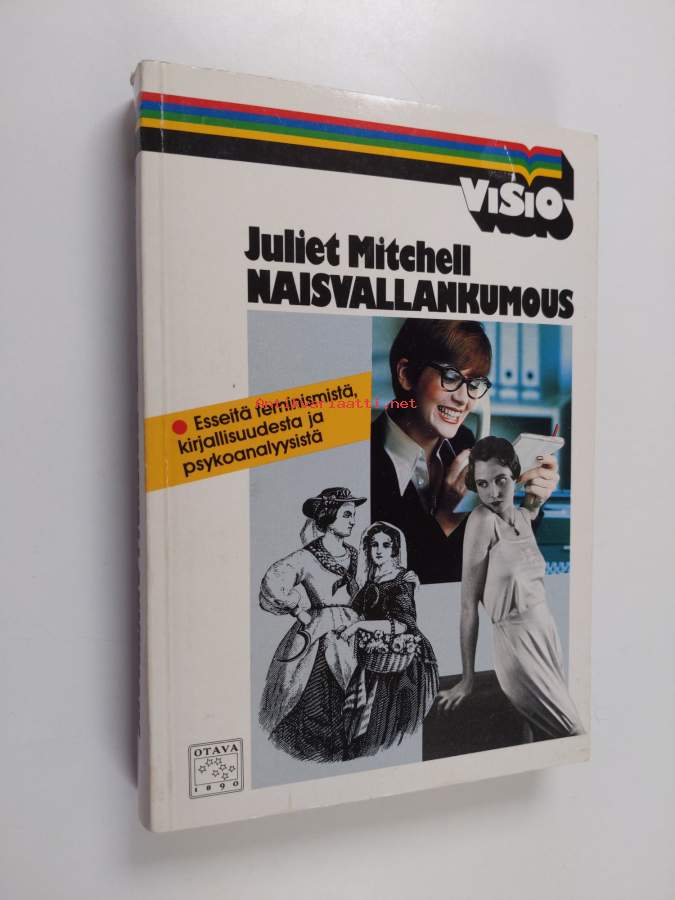 VISIO
Juliet Mitchell
NAISVALLANKUMOUS
• Esseitä feminismistä,
kirjallisuudesta ja
psykoanalyysistä
Antikvariaatti.net
OTAVA
1890